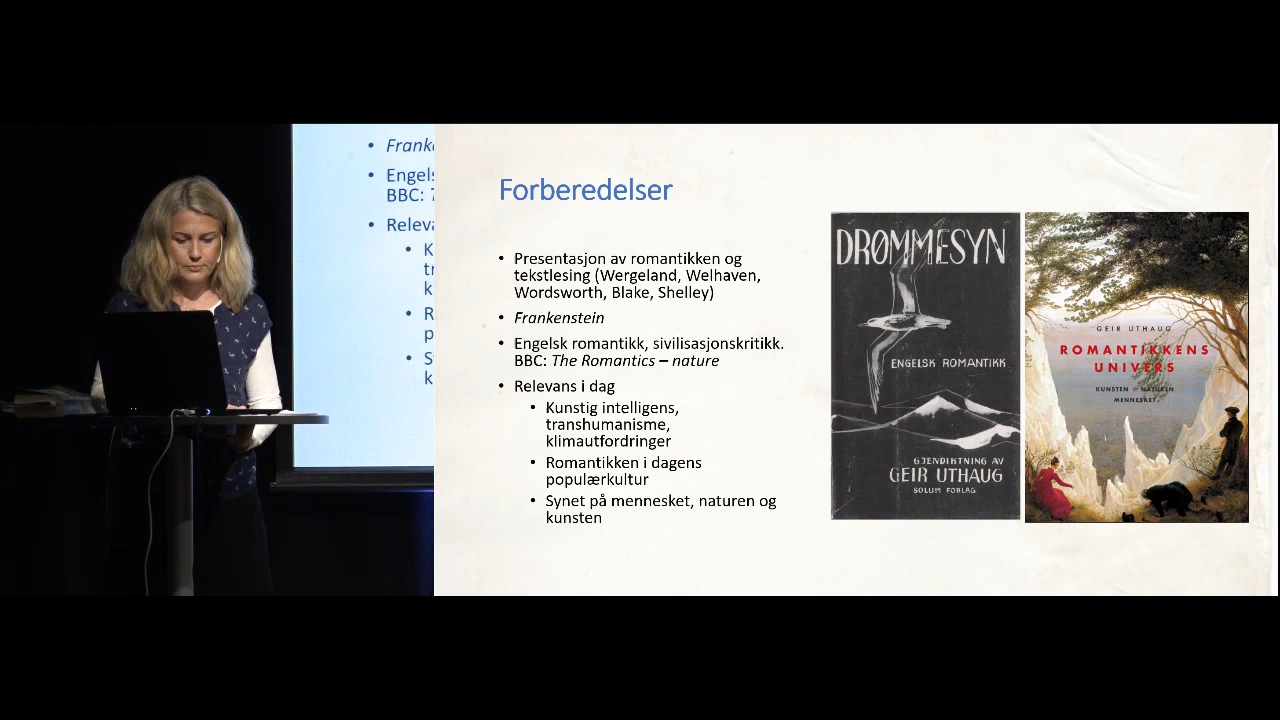 • Franke
• Engels
BBC: T
• Releva
• K
tr
k
• R
p
• S
k
Forberedelser
• Presentasjon av romantikken og
tekstlesing (Wergeland, Welhaven,
Wordsworth, Blake, Shelley)
• Frankenstein
• Engelsk romantikk, sivilisasjonskritikk.
BBC: The Romantics – nature
• Relevans i dag
• Kunstig intelligens,
transhumanisme,
klimautfordringer
• Romantikken i dagens
populærkultur
• Synet på mennesket, naturen og
kunsten
DRØMMESYN
ENGELSK ROMANTIKK
GJENDIKTNING AV
GEIR UTHAUG
SOLUM FORLAG
GEIR UTHAUG
ROMANTIKKENS
UNIVERS
KUNSTEN NATUREN
MENNESKET